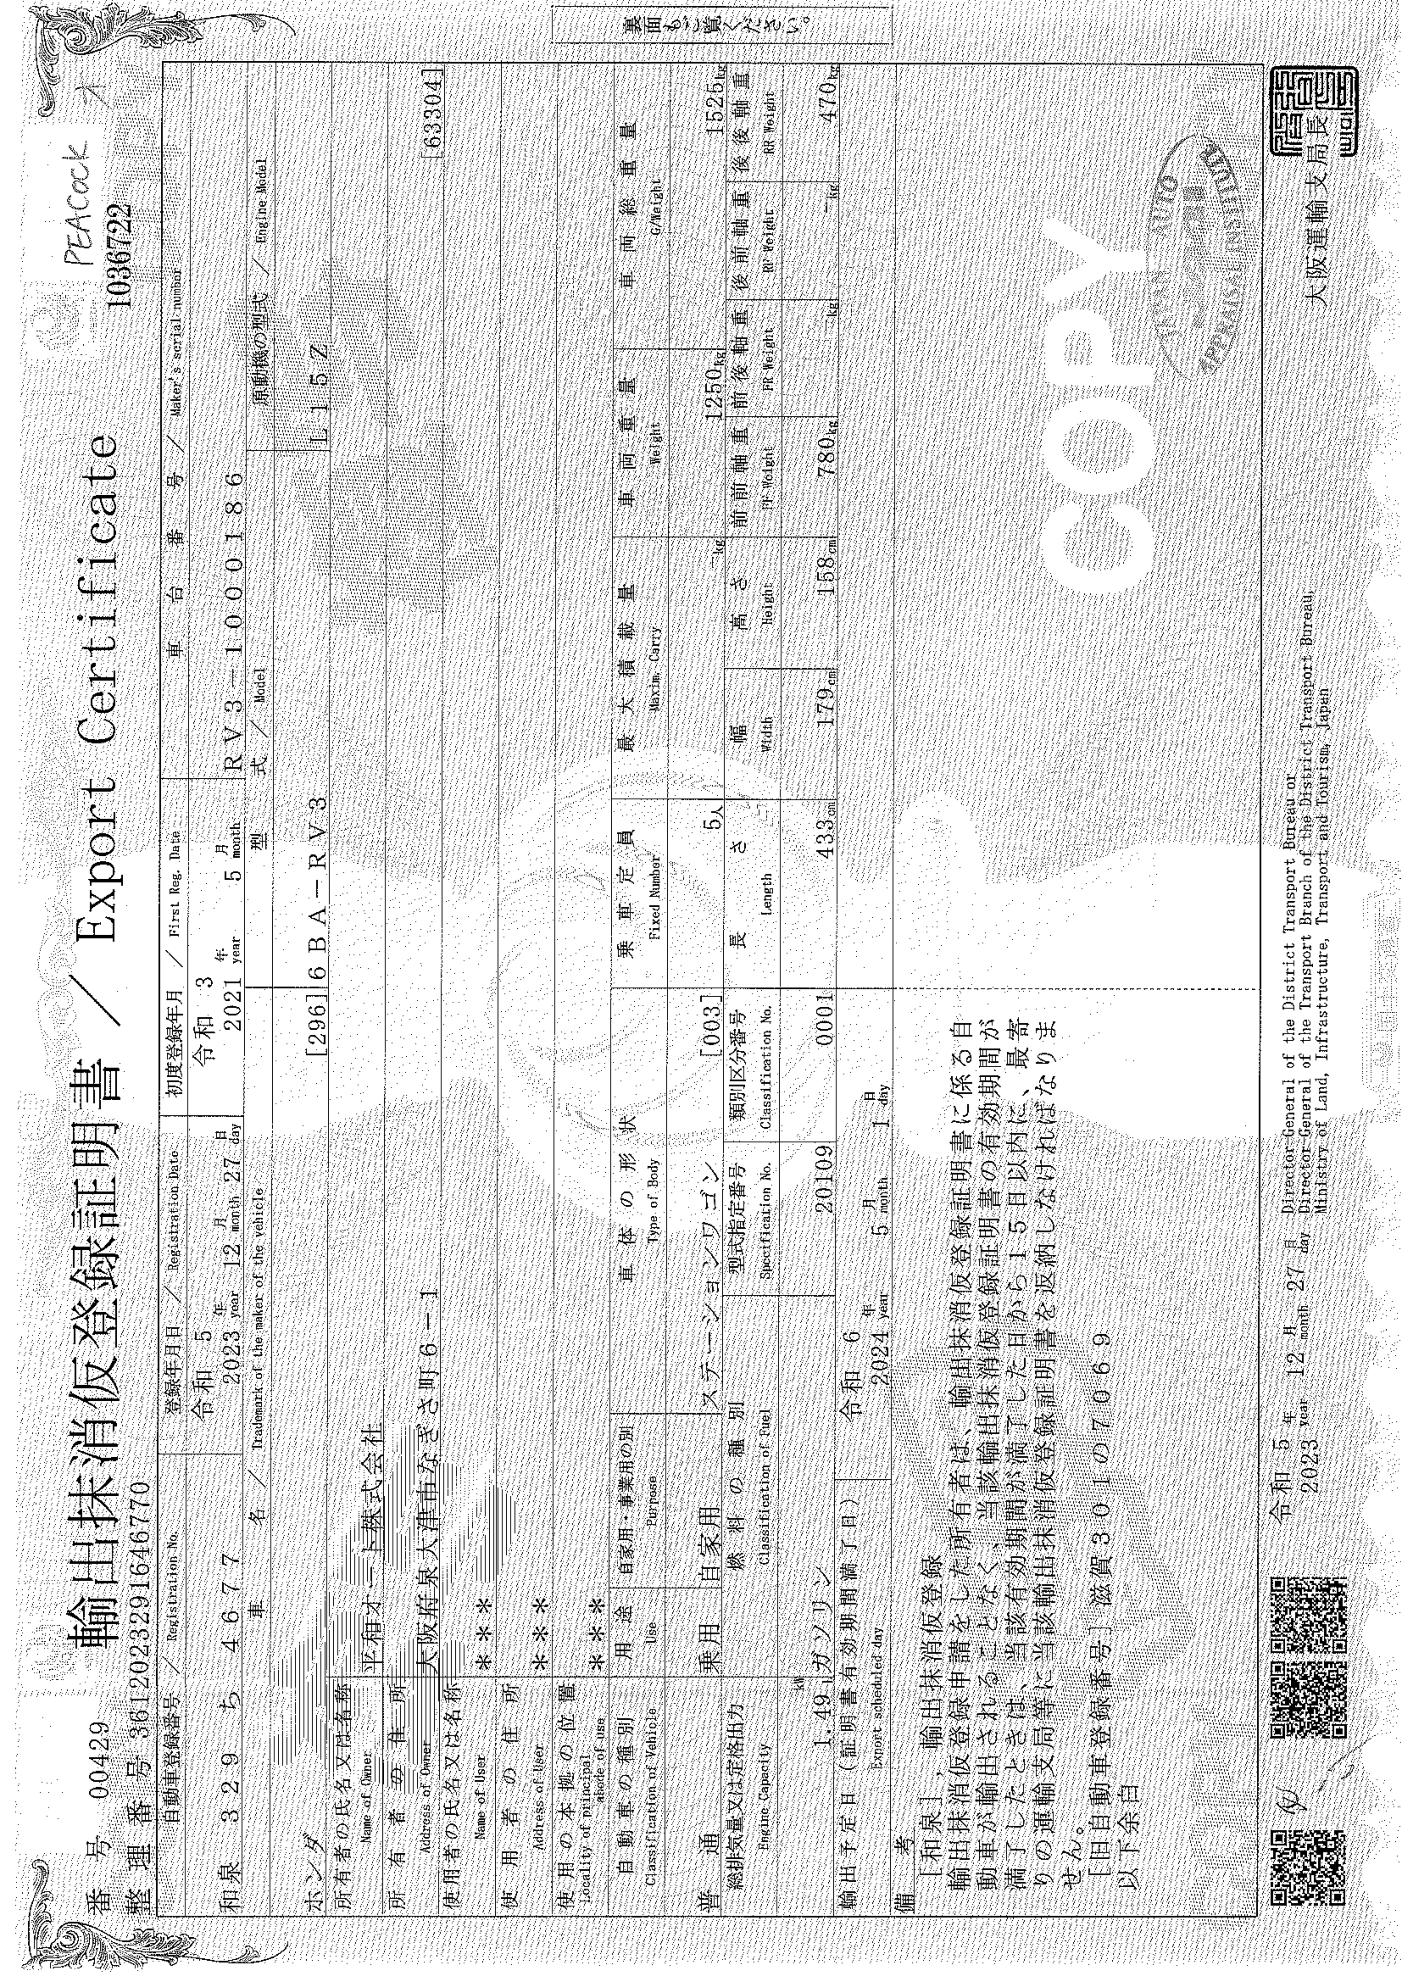 裏面もご覧ください。
PEACOCK
1036722
番号 00429
輸出抹消仮登録証明書 / Export Certificate
整理番号 3612023291646770
自動車登録番号 / Registration No.
登録年月日 / Registration Date
初度登録年月 / First Reg. Date
車台番号 / Maker's serial number
和泉 329 ち 4677
令和 5年 2023 year 12月 month 27日 day
令和 3年 2021 year 5月 month
RV3-1000186
車名 / Trademark of the maker of the vehicle
型式 / Model
原動機の型式 / Engine Model
ホンダ [296]
6BA-RV3
L15Z
所有者の氏名又は名称 Name of Owner
平和オート株式会社
所有者の住所 Address of Owner
大阪府泉大津市なぎさ町6-1 [63304]
使用者の氏名又は名称 Name of User
***
使用者の住所 Address of User
***
使用の本拠の位置 Locality of principal abode of use
***
自動車の種別 Classification of Vehicle
用途 Use
自家用・事業用の別 Purpose
車体の形状 Type of Body
乗車定員 Fixed Number
最大積載量 Maxim. Carry
車両重量 Weight
車両総重量 G/Weight
普通
乗用
自家用
ステーションワゴン [003]
5人
-kg
1250kg
1525kg
総排気量又は定格出力 Engine Capacity
燃料の種別 Classification of Fuel
型式指定番号 Specification No.
類別区分番号 Classification No.
長さ Length
幅 Width
高さ Height
前前軸重 FF Weight
前後軸重 FR Weight
後前軸重 RF Weight
後後軸重 RR Weight
1.49 kW L
ガソリン
20109
0001
433cm
179cm
158cm
780kg
kg
kg
470kg
輸出予定日(証明書有効期間満了日) Export scheduled day
令和 6年 2024 year 5月 month 1日 day
備考
[和泉],輸出抹消仮登録
輸出抹消仮登録申請をした所有者は、輸出抹消仮登録証明書に係る自
動車が輸出されることなく、当該輸出抹消仮登録証明書の有効期間が
満了したときは、当該有効期間が満了した日から15日以内に、最寄
りの運輸支局等に当該輸出抹消仮登録証明書を返納しなければなりま
せん。
[旧自動車登録番号]滋賀301の7069
以下余白
COPY
JAPAN AUTO
APPRAISAL INSTITUTE
令和 5年 2023 year 12月 month 27日 day
Director-General of the District Transport Bureau or
Director-General of the Transport Branch of the District Transport Bureau,
Ministry of Land, Infrastructure, Transport and Tourism, Japan
大阪運輸支局長